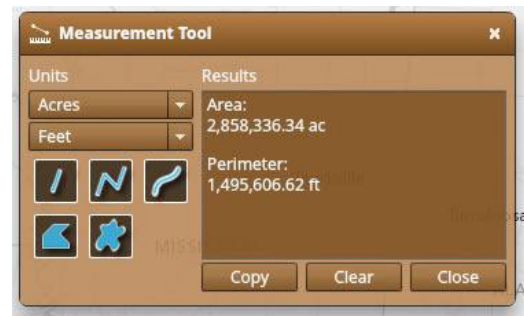 Measurement Tool
Units
Results
Acres
Feet
Area:
2,858,336.34 ac
Perimeter:
1,495,606.62 ft
Copy
Clear
Close